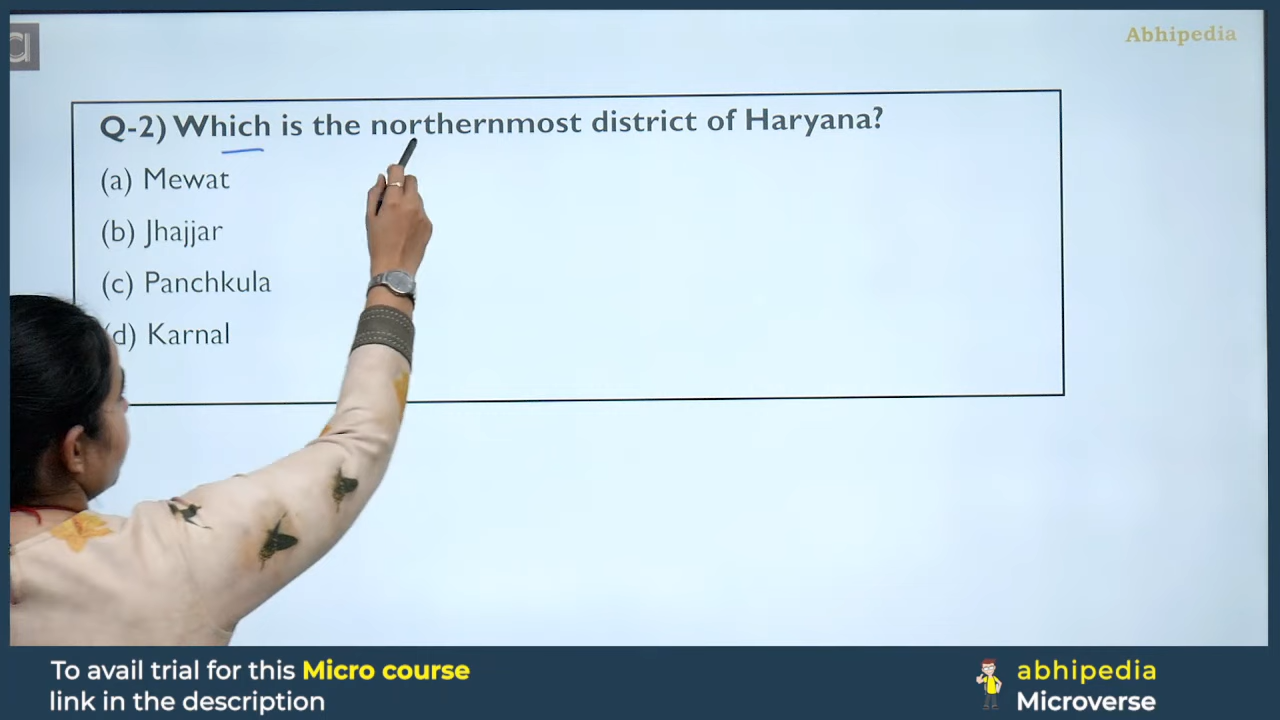 Abhipedia
Q-2) Which is the northernmost district of Haryana?
(a) Mewat
(b) Jhajjar
(c) Panchkula
d) Karnal
To avail trial for this Micro course
link in the description
abhipedia
Microverse